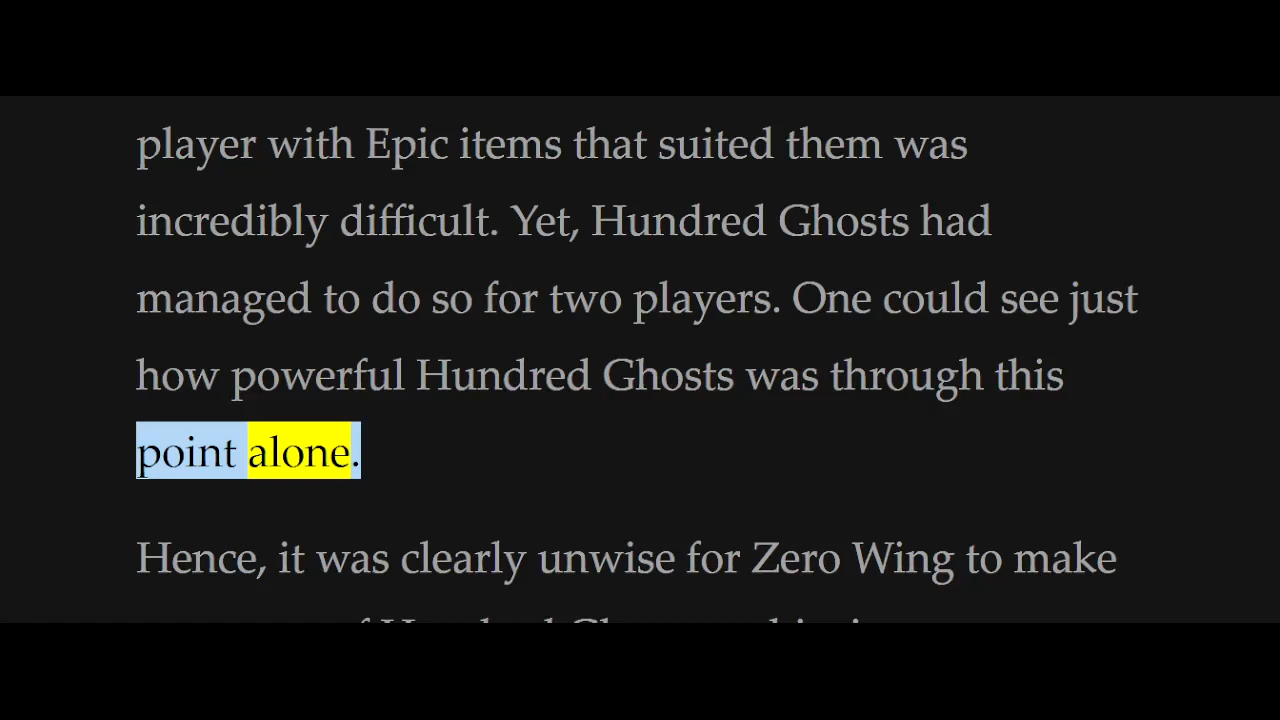 player with Epic items that suited them was
incredibly difficult. Yet, Hundred Ghosts had
managed to do so for two players. One could see just
how powerful Hundred Ghosts was through this
point alone.
Hence, it was clearly unwise for Zero Wing to make